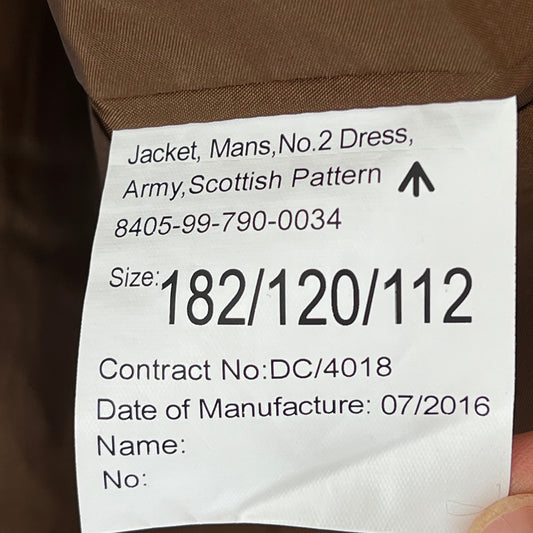 Jacket, Mans,No.2 Dress,
Army,Scottish Pattern
8405-99-790-0034
Size:182/120/112
Contract No:DC/4018
Date of Manufacture: 07/2016
Name:
No: